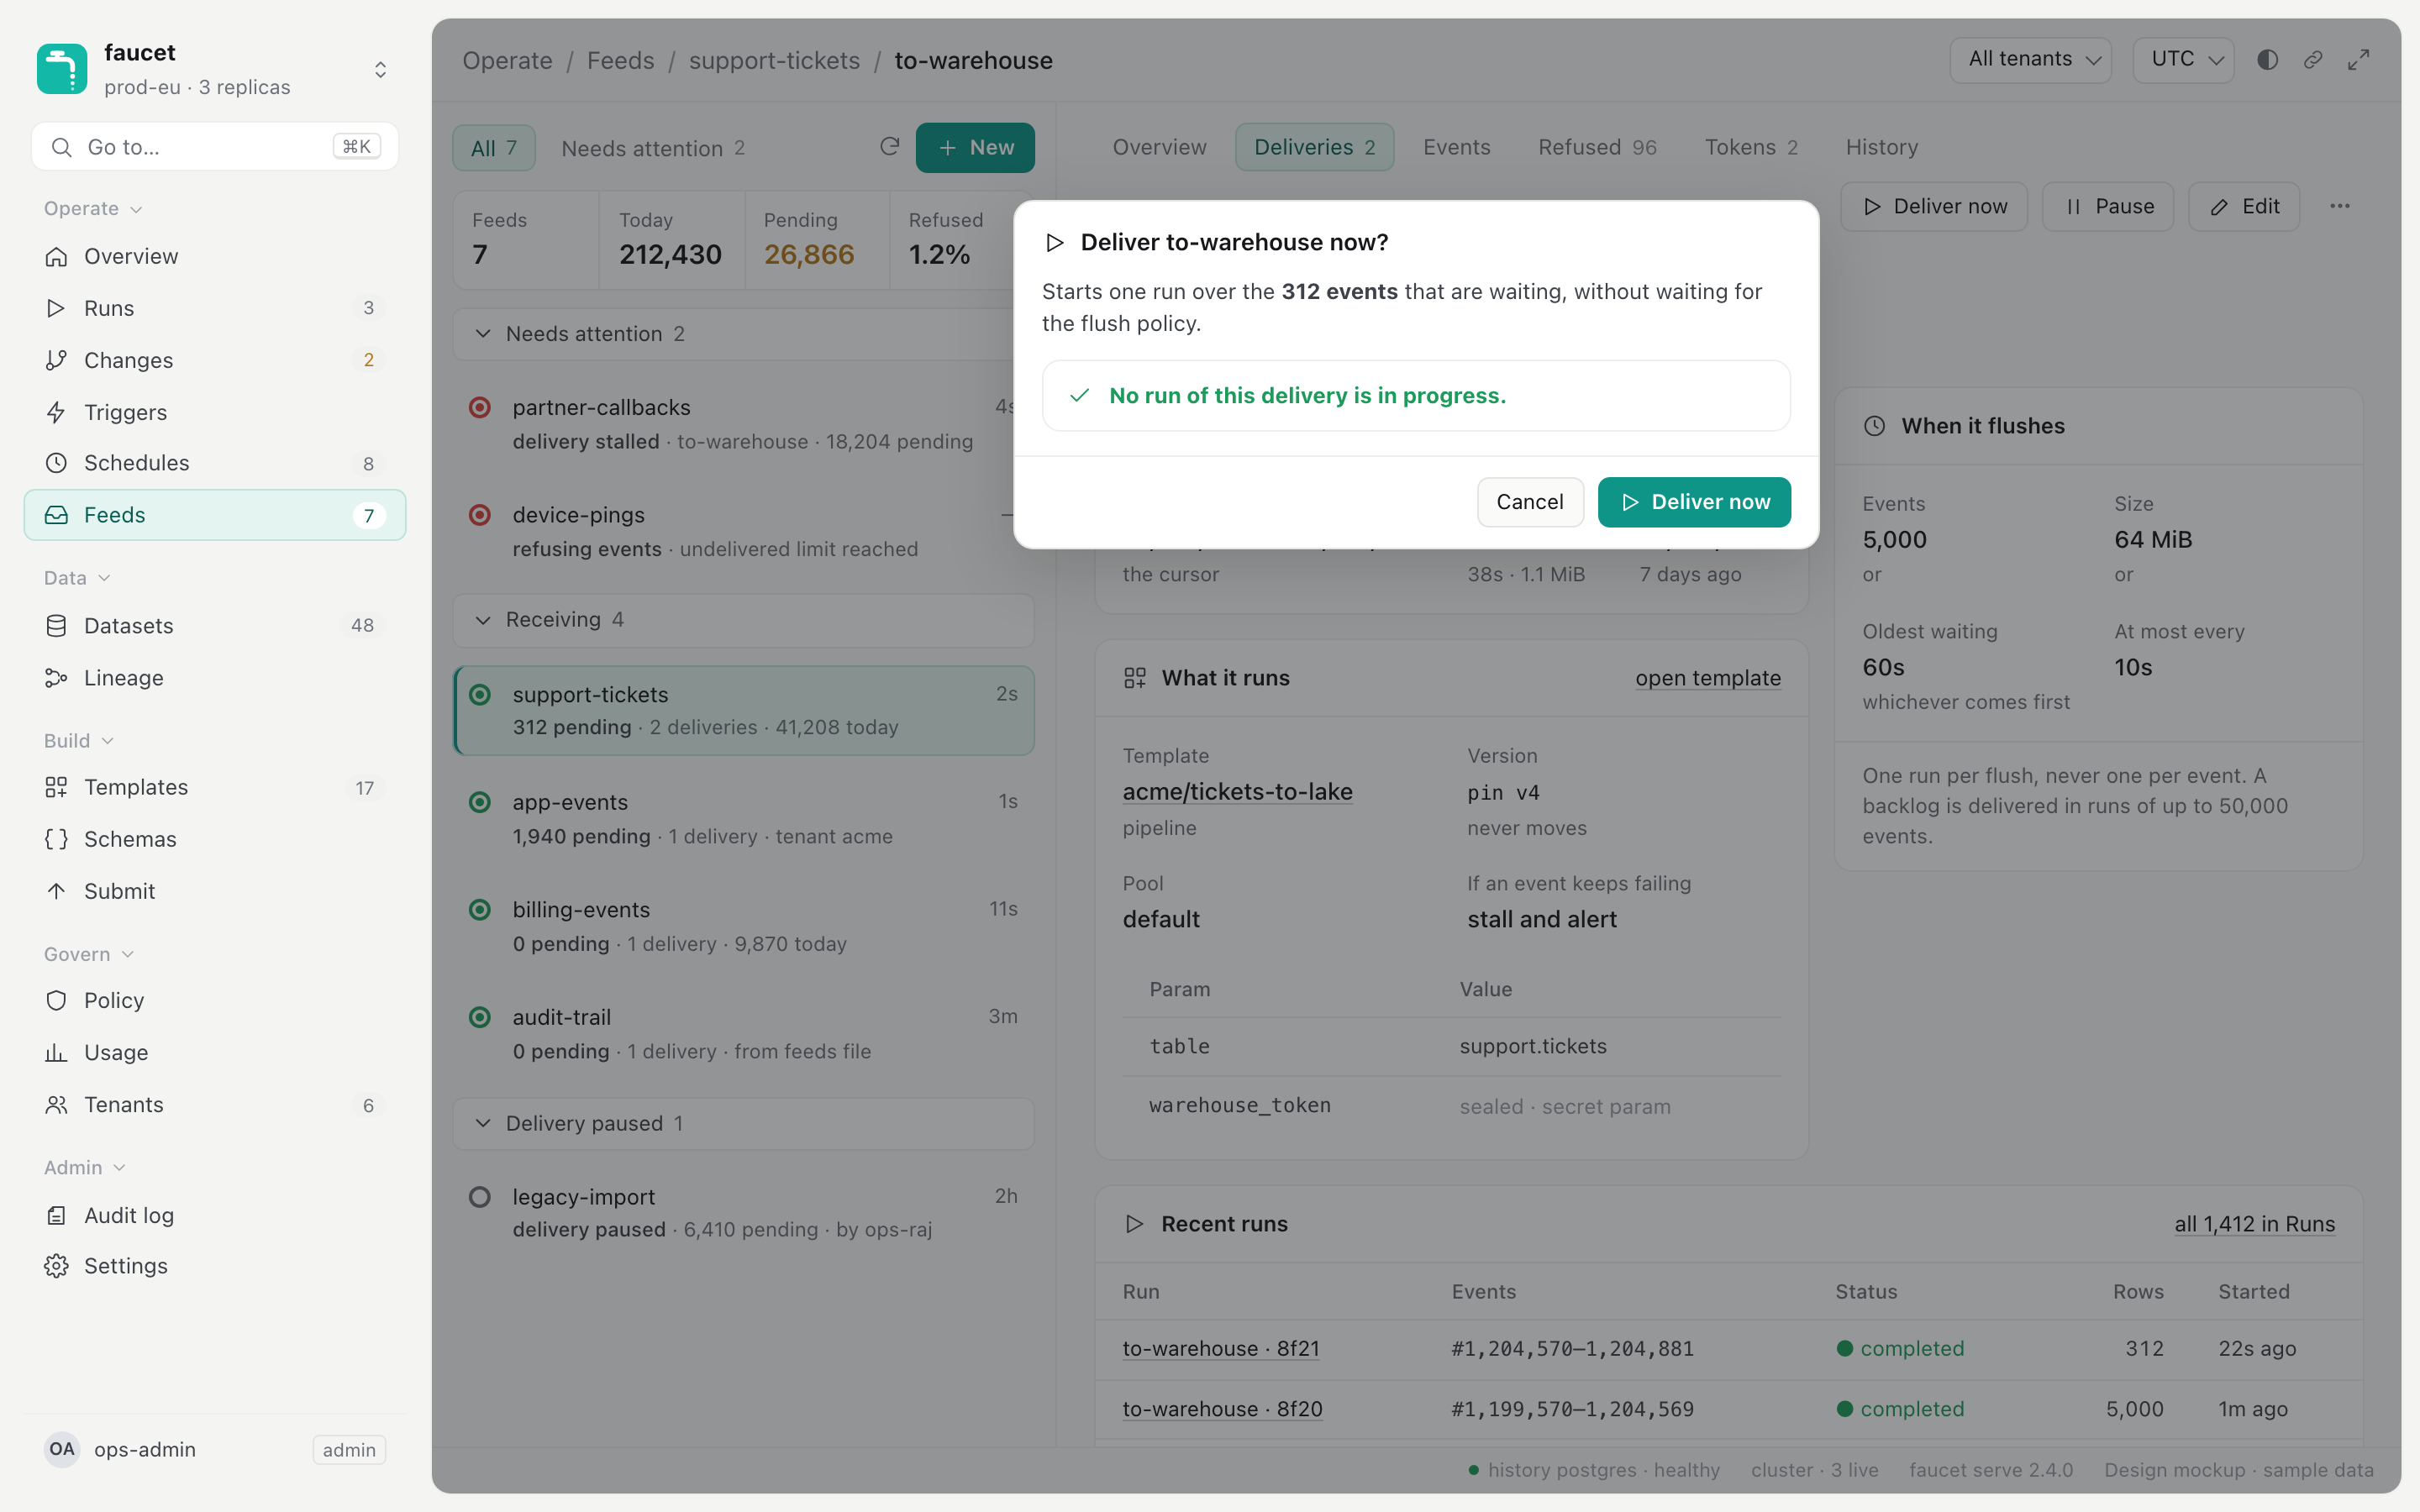 faucet
prod-eu · 3 replicas
Go to...
⌘K
Operate
Overview
Runs 3
Changes 2
Triggers
Schedules 8
Feeds 7
Data
Datasets 48
Lineage
Build
Templates 17
Schemas
Submit
Govern
Policy
Usage
Tenants 6
Admin
Audit log
Settings
OA ops-admin admin
Operate / Feeds / support-tickets / to-warehouse
All tenants
UTC
All 7
Needs attention 2
New
Feeds
7
Today
212,430
Pending
26,866
Refused
1.2%
Needs attention 2
partner-callbacks
delivery stalled · to-warehouse · 18,204 pending
device-pings
refusing events · undelivered limit reached
Receiving 4
support-tickets 2s
312 pending · 2 deliveries · 41,208 today
app-events 1s
1,940 pending · 1 delivery · tenant acme
billing-events 11s
0 pending · 1 delivery · 9,870 today
audit-trail 3m
0 pending · 1 delivery · from feeds file
Delivery paused 1
legacy-import 2h
delivery paused · 6,410 pending · by ops-raj
Overview
Deliveries 2
Events
Refused 96
Tokens 2
History
Deliver now
Pause
Edit
Deliver to-warehouse now?
Starts one run over the 312 events that are waiting, without waiting for
the flush policy.
No run of this delivery is in progress.
Cancel
Deliver now
the cursor
38s · 1.1 MiB
7 days ago
When it flushes
Events
5,000
or
Size
64 MiB
or
Oldest waiting
60s
whichever comes first
At most every
10s
One run per flush, never one per event. A
backlog is delivered in runs of up to 50,000
events.
What it runs
open template
Template
acme/tickets-to-lake
pipeline
Version
pin v4
never moves
Pool
default
If an event keeps failing
stall and alert
Param Value
table support.tickets
warehouse_token sealed · secret param
Recent runs
all 1,412 in Runs
Run Events Status Rows Started
to-warehouse · 8f21 #1,204,570–1,204,881 completed 312 22s ago
to-warehouse · 8f20 #1,199,570–1,204,569 completed 5,000 1m ago
history postgres · healthy
cluster · 3 live
faucet serve 2.4.0
Design mockup · sample data